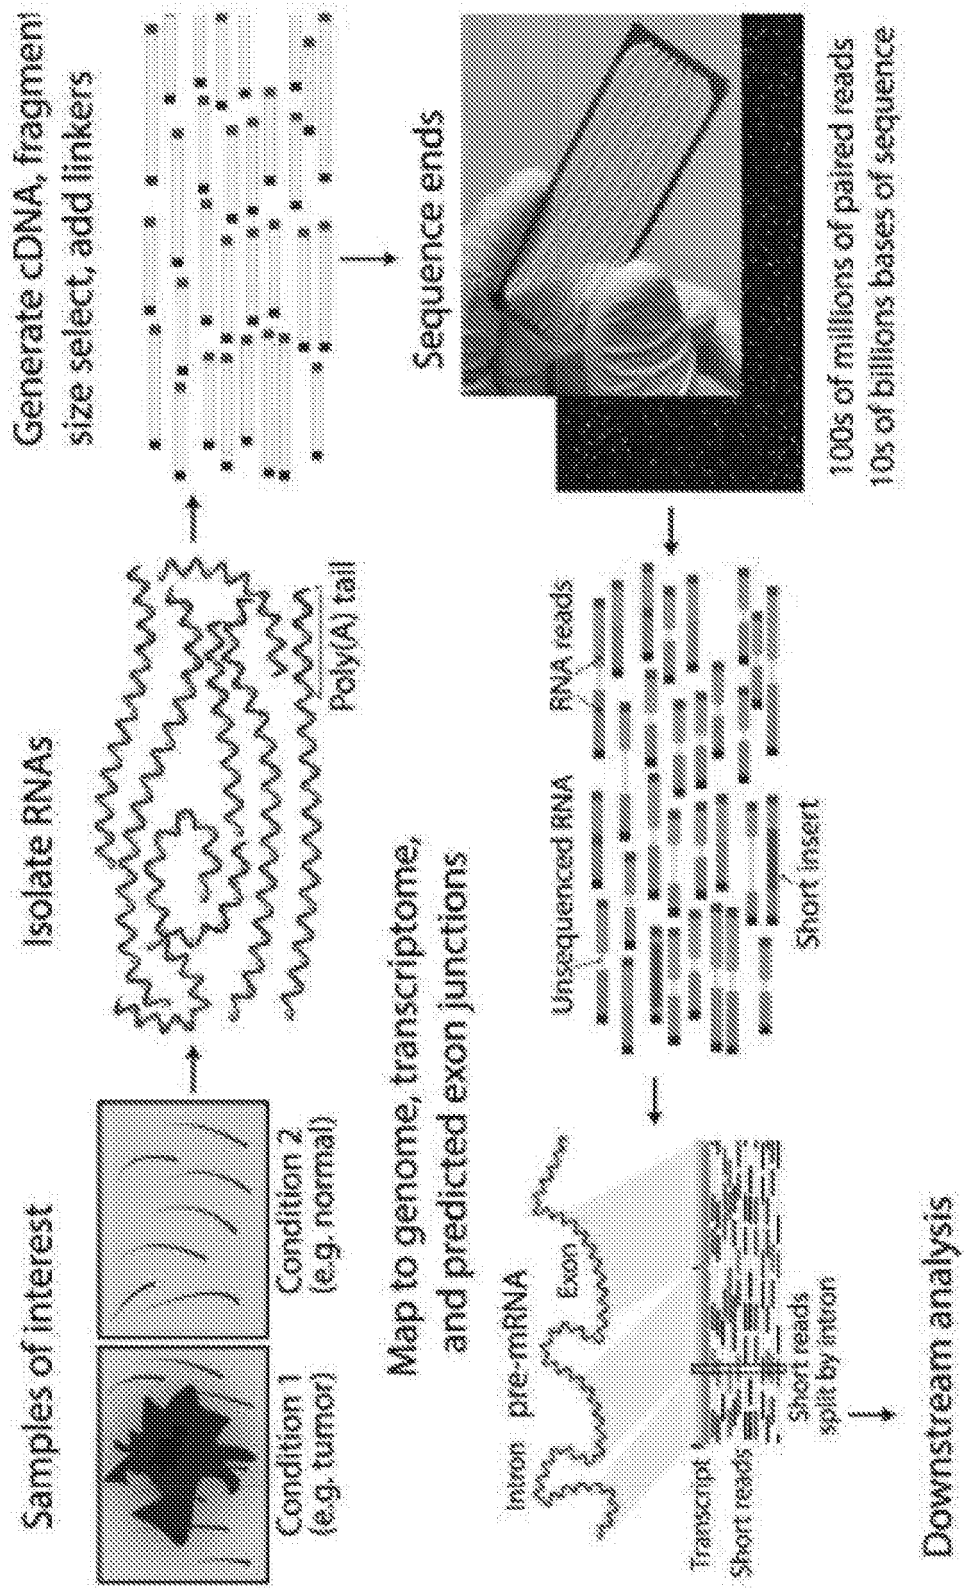 Samples of interest
Condition 1
(e.g. tumor)
Condition 2
(e.g. normal)
Isolate RNAs
Poly(A) tail
Generate cDNA, fragment
size select, add linkers
Sequence ends
100s of millions of paired reads
10s of billions bases of sequence
Map to genome, transcriptome,
and predicted exon junctions
Unsequenced RNA
RNA reads
Short insert
Intron
pre-mRNA
Exon
Transcript
Short reads
Short reads
split by intron
Downstream analysis